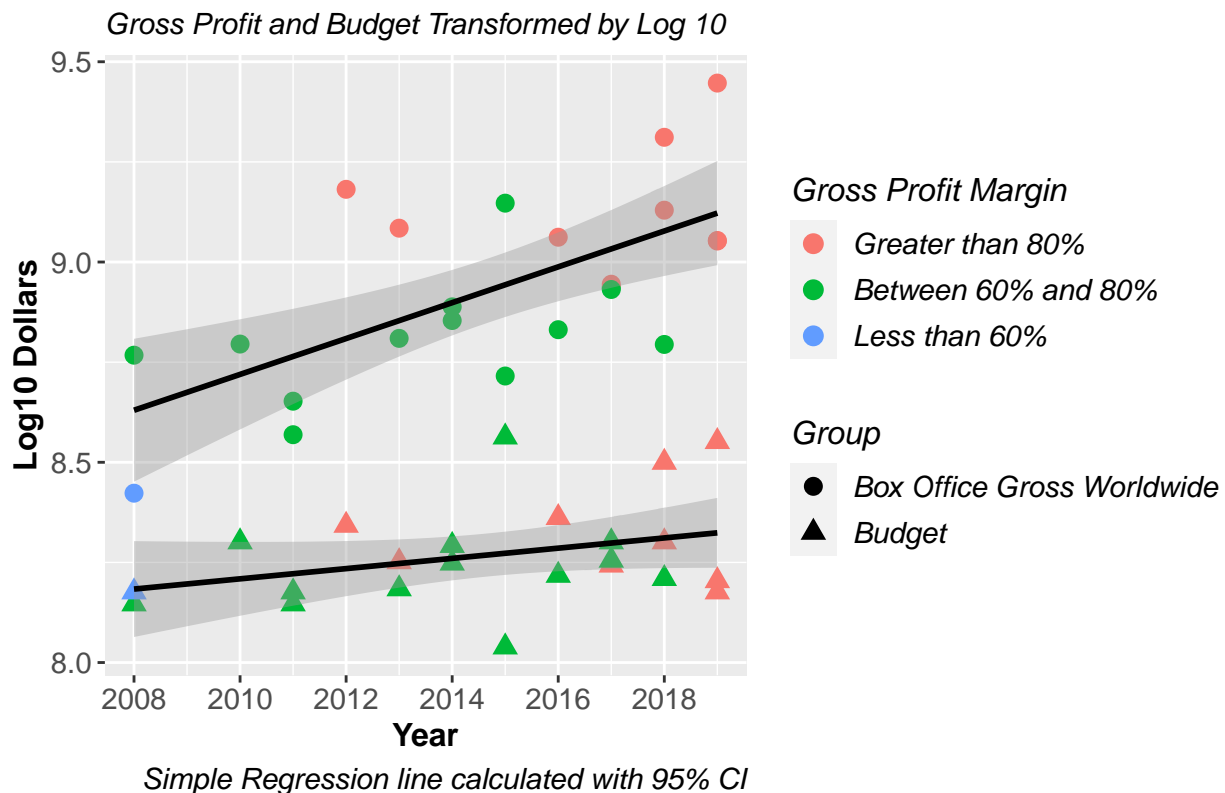 Gross Profit and Budget Transformed by Log 10
9.5
9.0
8.5
8.0
Log10 Dollars
2008 2010 2012 2014 2016 2018
Year
Simple Regression line calculated with 95% CI
Gross Profit Margin
Greater than 80%
Between 60% and 80%
Less than 60%
Group
Box Office Gross Worldwide
Budget